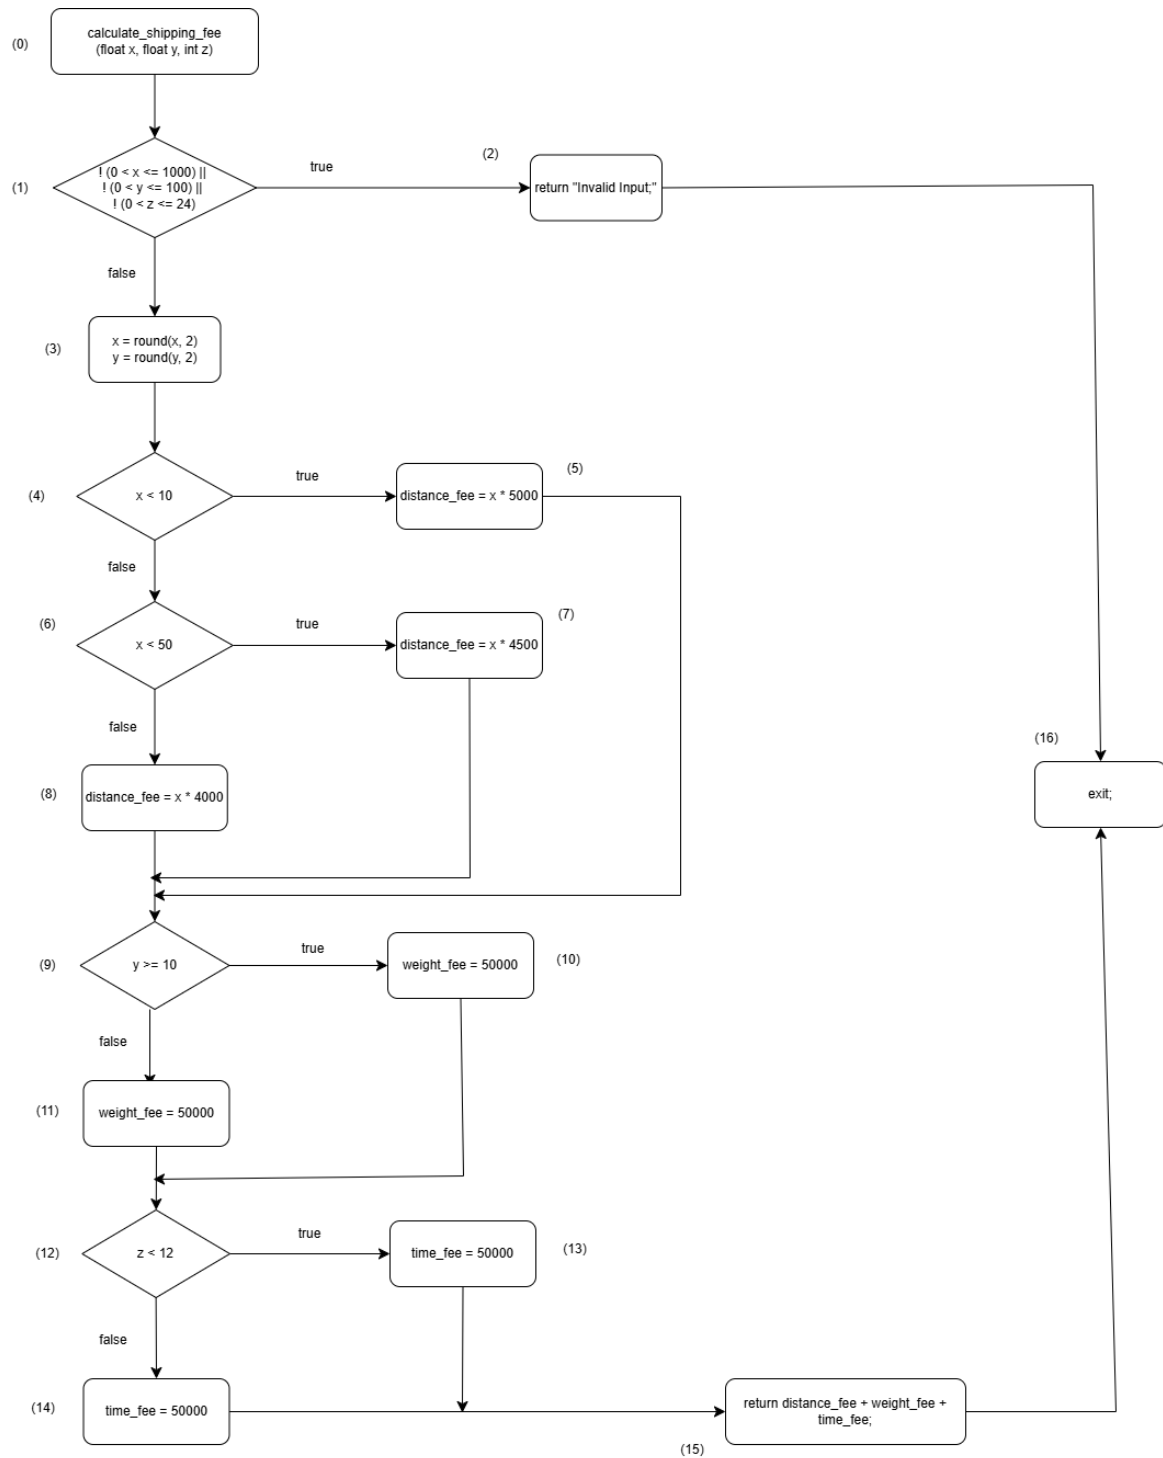 calculate_shipping_fee
(float x, float y, int z)
(0)
! (0 < x <= 1000) ||
! (0 < y <= 100) ||
! (0 < z <= 24)
(1)
true
(2)
return "Invalid Input;"
false
x = round(x, 2)
y = round(y, 2)
(3)
x < 10
(4)
true
distance_fee = x * 5000
(5)
false
x < 50
(6)
true
distance_fee = x * 4500
(7)
false
distance_fee = x * 4000
(8)
(16)
exit;
y >= 10
(9)
true
weight_fee = 50000
(10)
false
weight_fee = 50000
(11)
z < 12
(12)
true
time_fee = 50000
(13)
false
time_fee = 50000
(14)
return distance_fee + weight_fee +
time_fee;
(15)